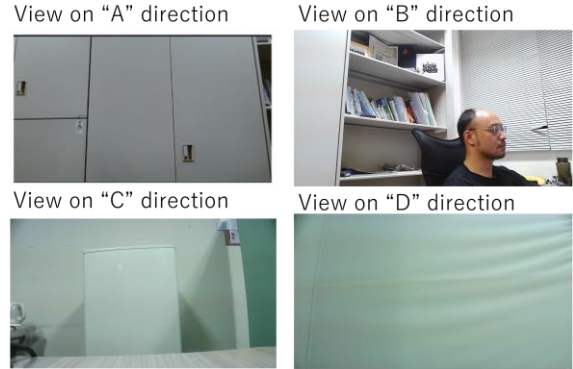 View on “A” direction
View on “B” direction
View on “C” direction
View on “D” direction